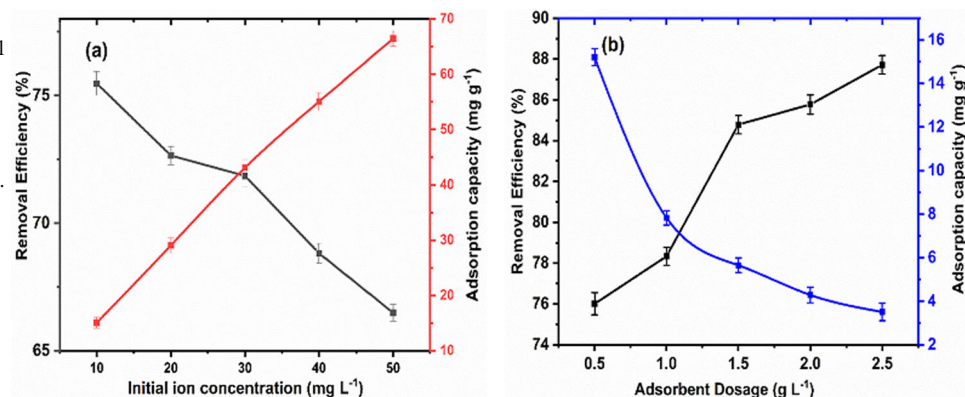 (a)
Removal Efficiency (%)
75
70
65
Adsorption capacity (mg g-1)
70
60
50
40
30
20
10
10 20 30 40 50
Initial ion concentration (mg L-1)
(b)
Removal Efficiency (%)
90
88
86
84
82
80
78
76
74
Adsorption capacity (mg g-1)
16
14
12
10
8
6
4
2
0.5 1.0 1.5 2.0 2.5
Adsorbent Dosage (g L-1)